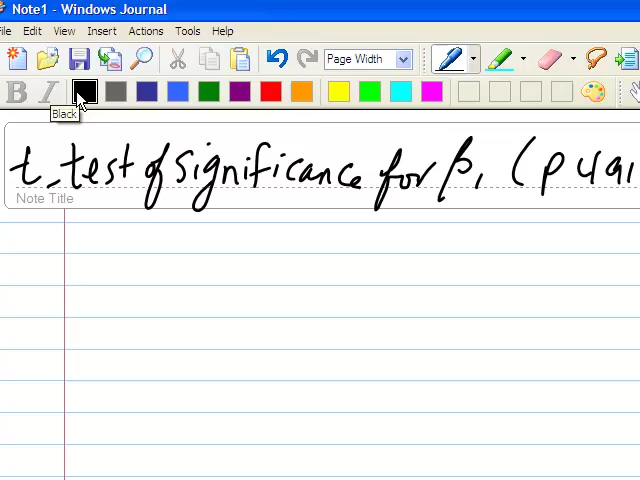 Note1 - Windows Journal
File Edit View Insert Actions Tools Help
Page Width
B I
Black
t_test of significance for β₁ (p 491
Note Title